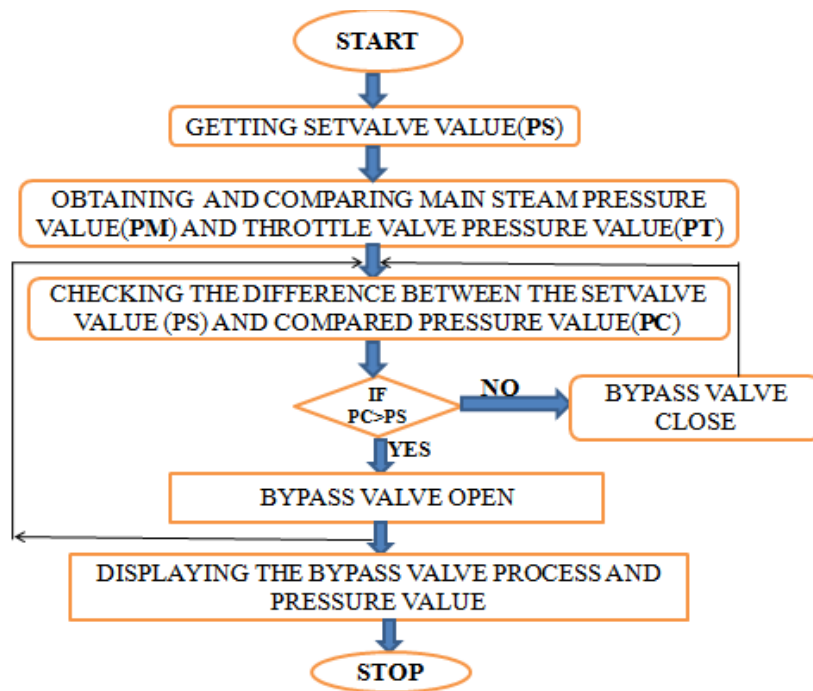 START
GETTING SETVALVE VALUE(PS)
OBTAINING AND COMPARING MAIN STEAM PRESSURE
VALUE(PM) AND THROTTLE VALVE PRESSURE VALUE(PT)
CHECKING THE DIFFERENCE BETWEEN THE SETVALVE
VALUE (PS) AND COMPARED PRESSURE VALUE(PC)
IF
PC>PS
NO
BYPASS VALVE
CLOSE
YES
BYPASS VALVE OPEN
DISPLAYING THE BYPASS VALVE PROCESS AND
PRESSURE VALUE
STOP